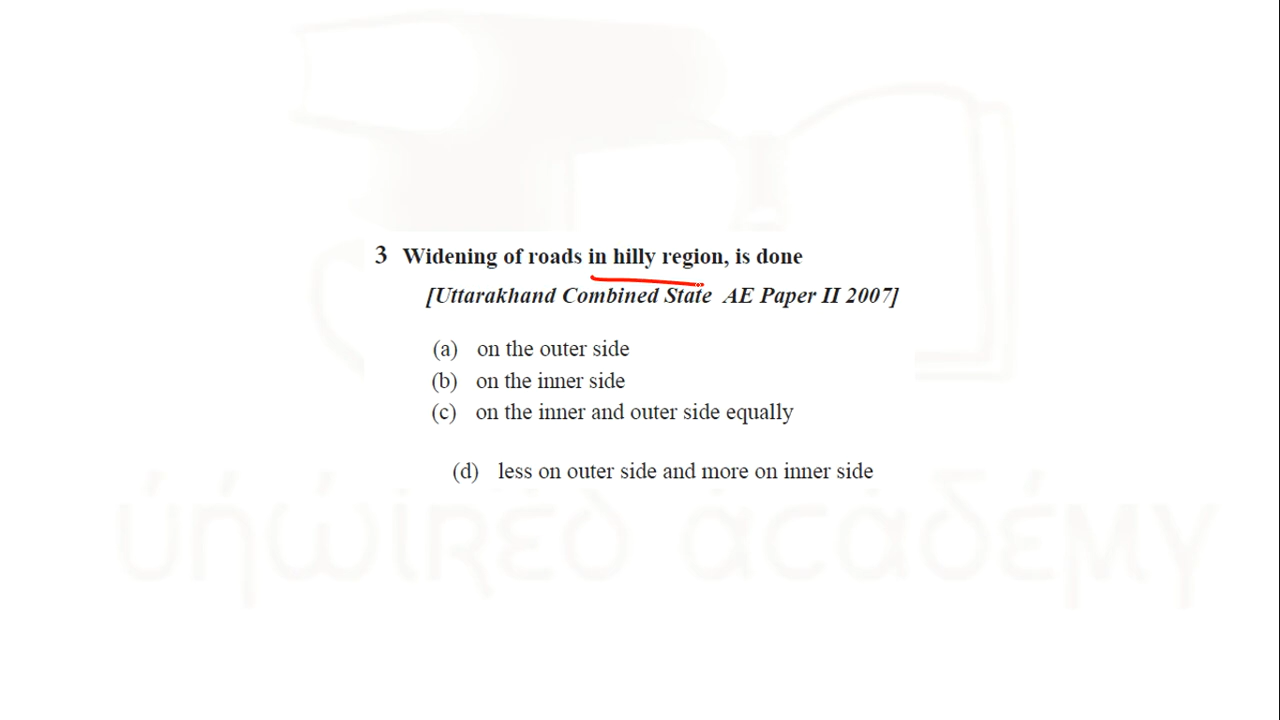 3 Widening of roads in hilly region, is done
[Uttarakhand Combined State AE Paper II 2007]
(a) on the outer side
(b) on the inner side
(c) on the inner and outer side equally
(d) less on outer side and more on inner side
ύήώίʀέό άςάδέмγ